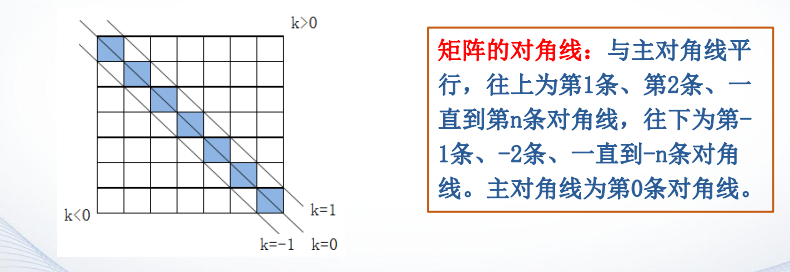 k>0
k<0
k=1
k=-1
k=0
矩阵的对角线：与主对角线平
行，往上为第1条、第2条、一
直到第n条对角线，往下为第-
1条、-2条、一直到-n条对角
线。主对角线为第0条对角线。